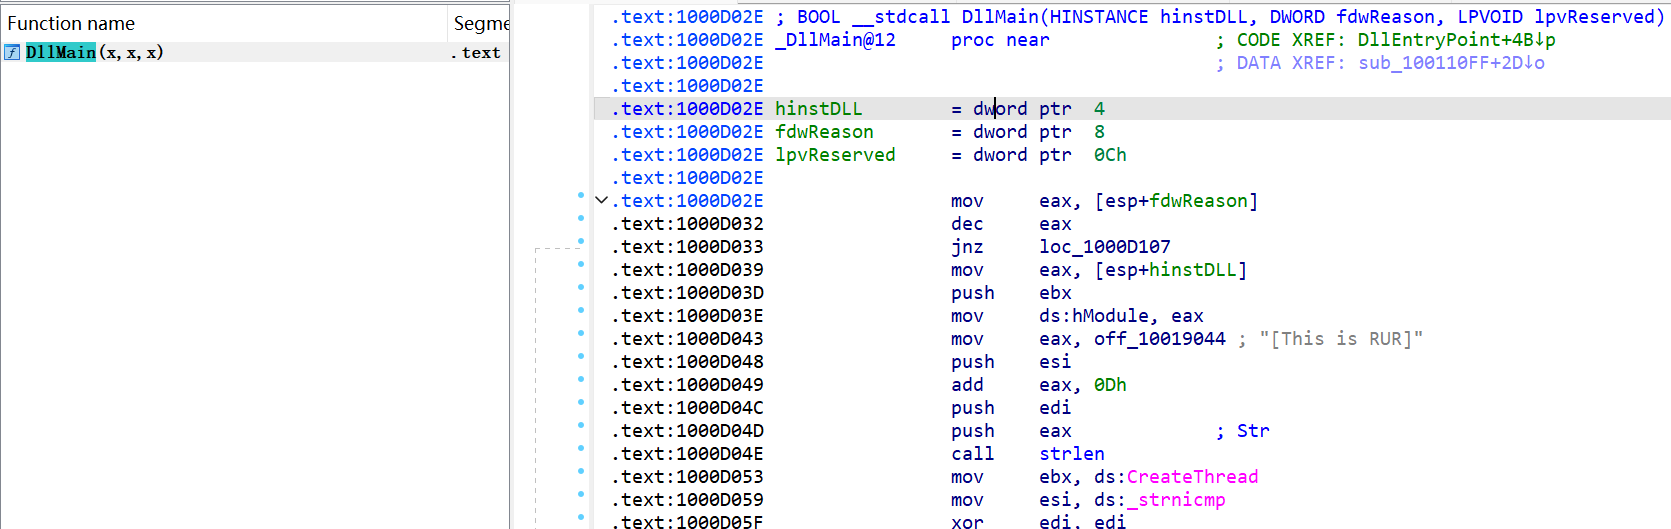 Function name Segme
DllMain(x,x,x) .text
.text:1000D02E ; BOOL __stdcall DllMain(HINSTANCE hinstDLL, DWORD fdwReason, LPVOID lpvReserved)
.text:1000D02E _DllMain@12 proc near ; CODE XREF: DllEntryPoint+4B↓p
.text:1000D02E ; DATA XREF: sub_100110FF+2D↓o
.text:1000D02E
.text:1000D02E hinstDLL = dword ptr 4
.text:1000D02E fdwReason = dword ptr 8
.text:1000D02E lpvReserved = dword ptr 0Ch
.text:1000D02E
.text:1000D02E mov eax, [esp+fdwReason]
.text:1000D032 dec eax
.text:1000D033 jnz loc_1000D107
.text:1000D039 mov eax, [esp+hinstDLL]
.text:1000D03D push ebx
.text:1000D03E mov ds:hModule, eax
.text:1000D043 mov eax, off_10019044 ; "[This is RUR]"
.text:1000D048 push esi
.text:1000D049 add eax, 0Dh
.text:1000D04C push edi
.text:1000D04D push eax ; Str
.text:1000D04E call strlen
.text:1000D053 mov ebx, ds:CreateThread
.text:1000D059 mov esi, ds:_strnicmp
.text:1000D05F xor edi, edi